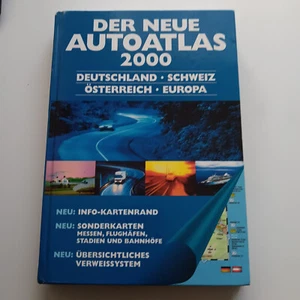 DER NEUE
AUTOATLAS
2000
DEUTSCHLAND · SCHWEIZ
ÖSTERREICH · EUROPA
NEU: INFO-KARTENRAND
NEU: SONDERKARTEN
MESSEN, FLUGHÄFEN,
STADIEN UND BAHNHÖFE
NEU: ÜBERSICHTLICHES
VERWEISSYSTEM